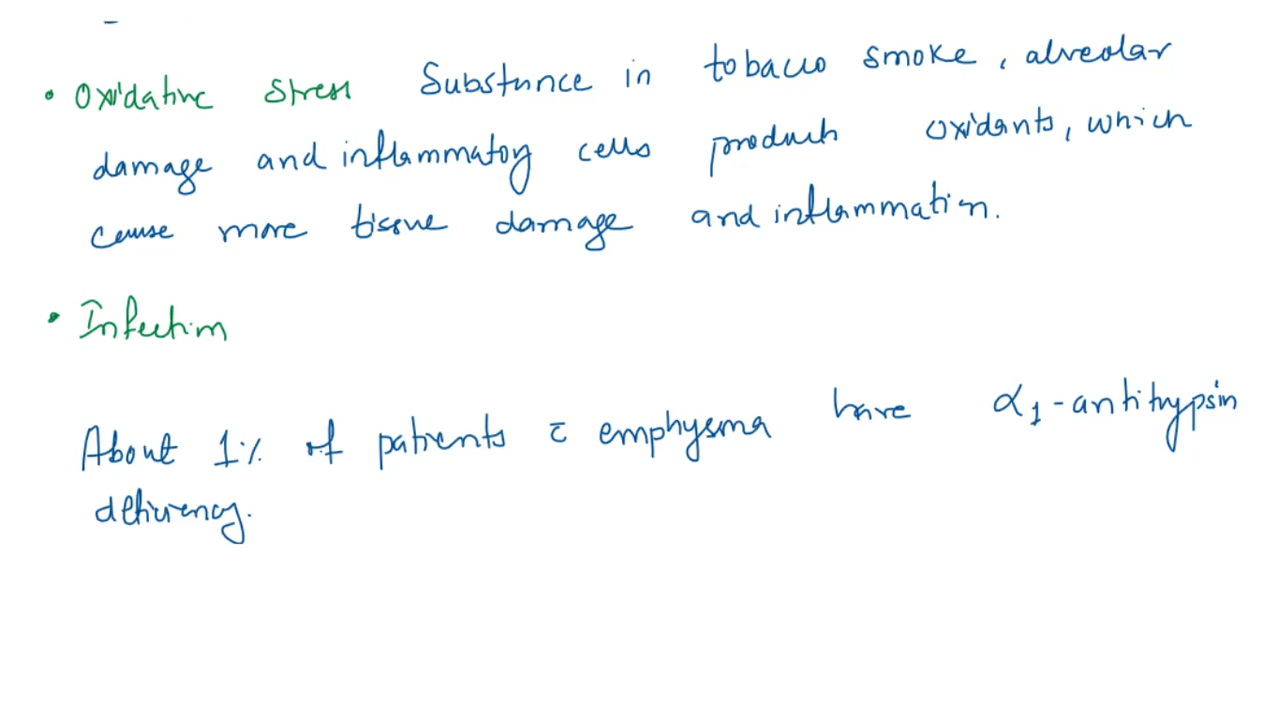 • Oxidative stress Substance in tobacco smoke, alveolar
damage and inflammatory cells products oxidants, which
cause more tissue damage and inflammation.
• Infection
About 1% of patients c̄ emphysema have α1-antitrypsin
deficiency.